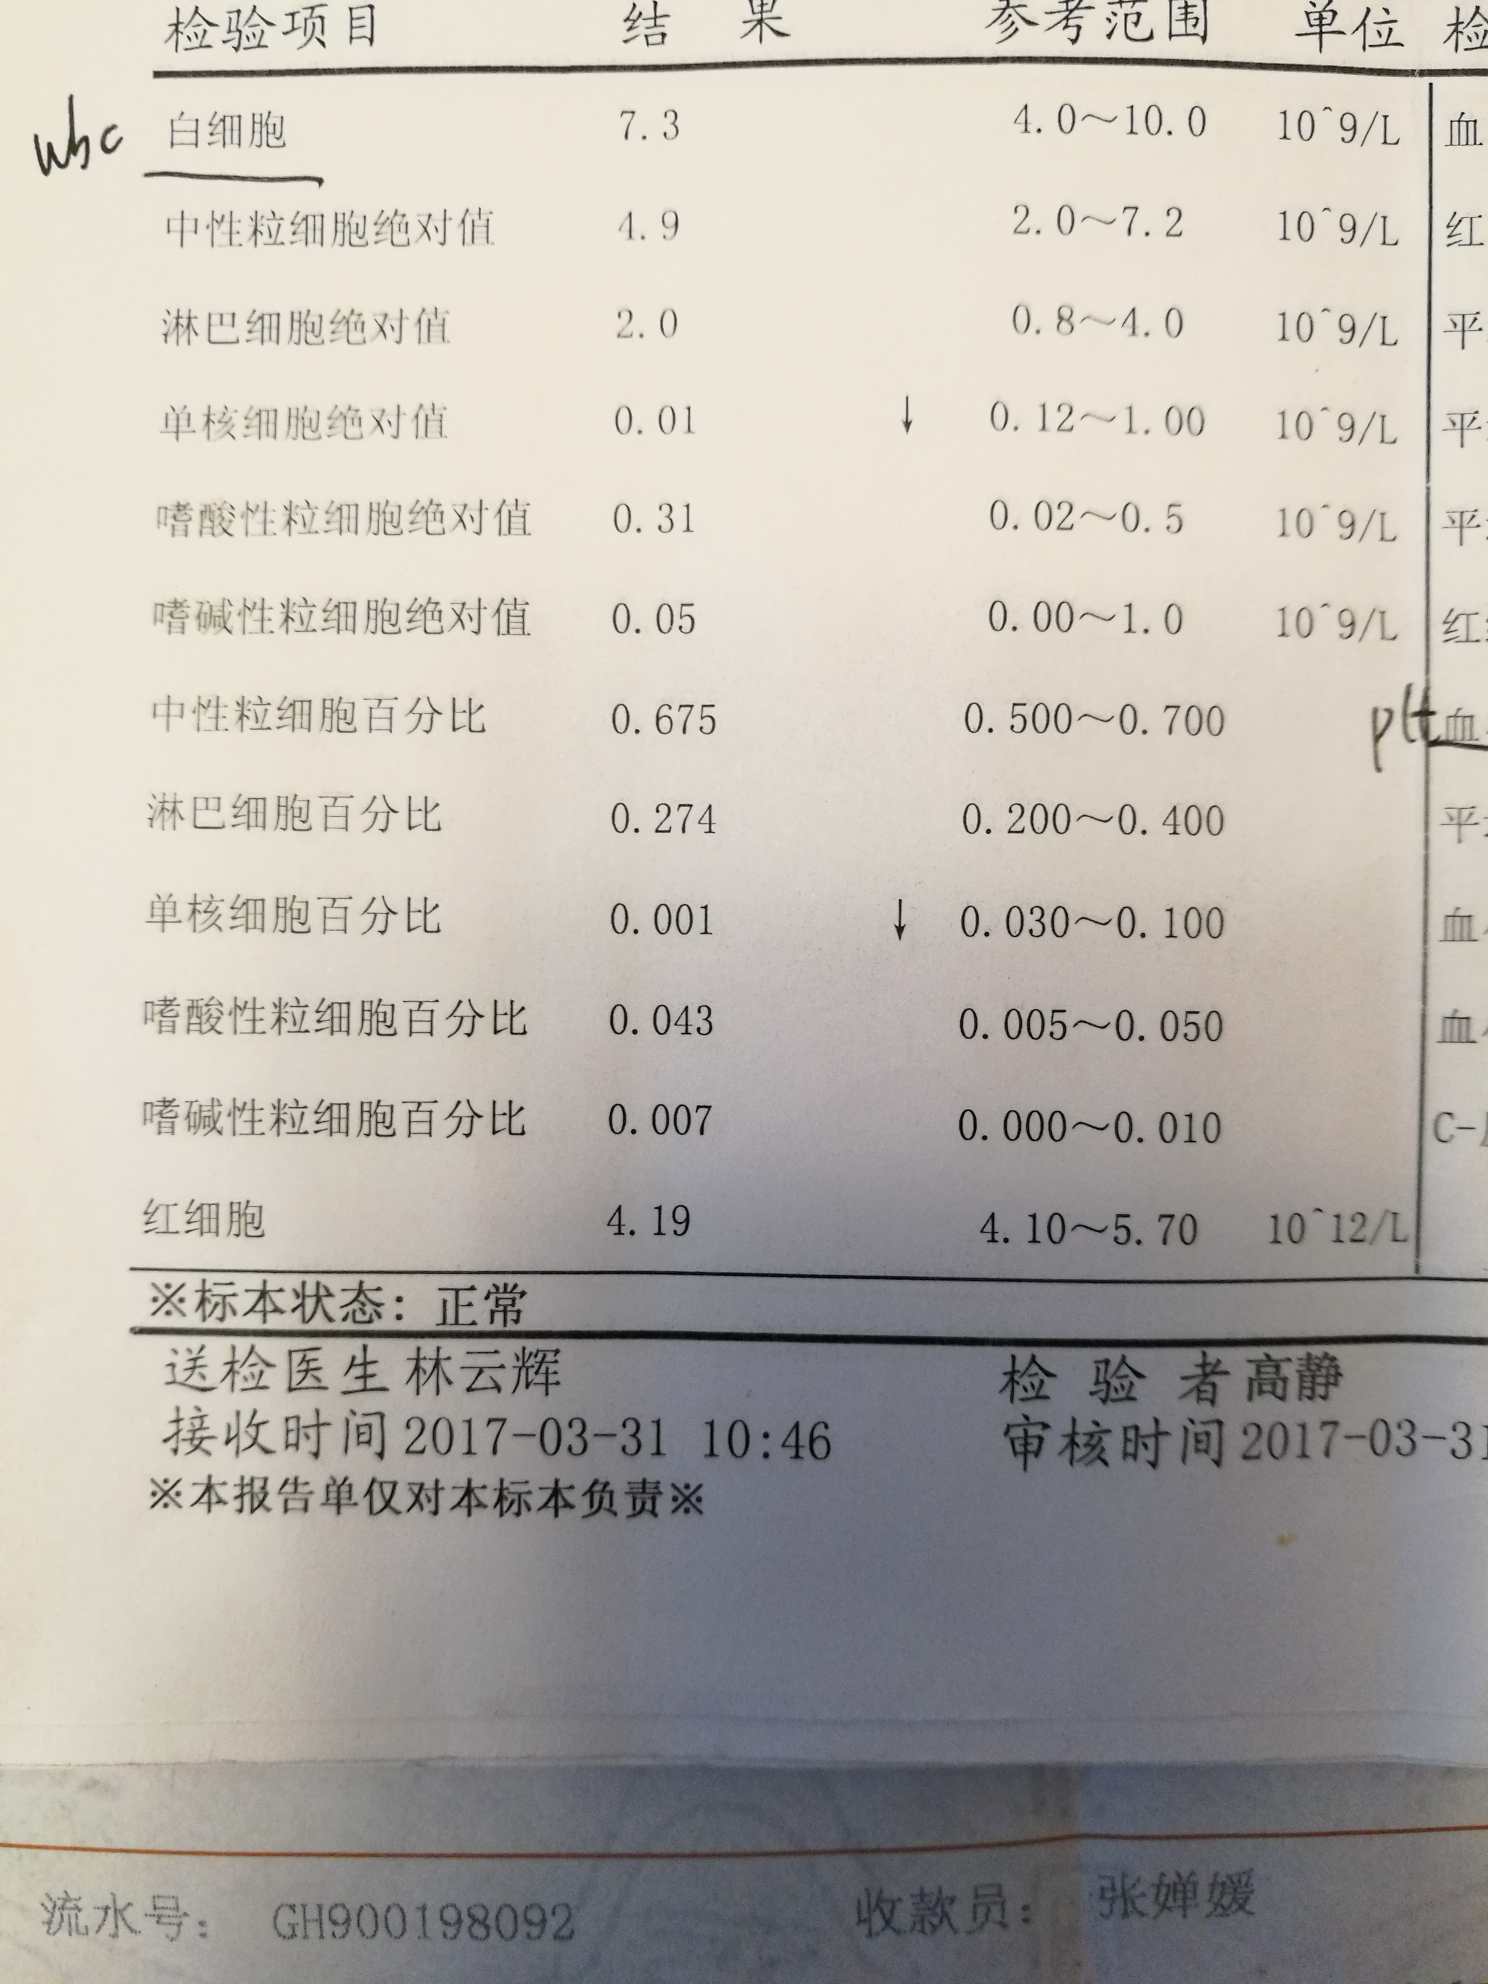 检验项目 结 果 参考范围 单位 检
wbc 白细胞 7.3 4.0～10.0 10^9/L 血
中性粒细胞绝对值 4.9 2.0～7.2 10^9/L 红
淋巴细胞绝对值 2.0 0.8～4.0 10^9/L 平
单核细胞绝对值 0.01 ↓ 0.12～1.00 10^9/L 平
嗜酸性粒细胞绝对值 0.31 0.02～0.5 10^9/L 平
嗜碱性粒细胞绝对值 0.05 0.00～1.0 10^9/L 红
中性粒细胞百分比 0.675 0.500～0.700 plt 血
淋巴细胞百分比 0.274 0.200～0.400 平
单核细胞百分比 0.001 ↓ 0.030～0.100 血
嗜酸性粒细胞百分比 0.043 0.005～0.050 血
嗜碱性粒细胞百分比 0.007 0.000～0.010 C-
红细胞 4.19 4.10～5.70 10^12/L
※标本状态：正常
送检医生 林云辉 检 验 者 高静
接收时间 2017-03-31 10:46 审核时间 2017-03-31
※本报告单仅对本标本负责※
流水号： GH900198092 收款员： 张婵媛